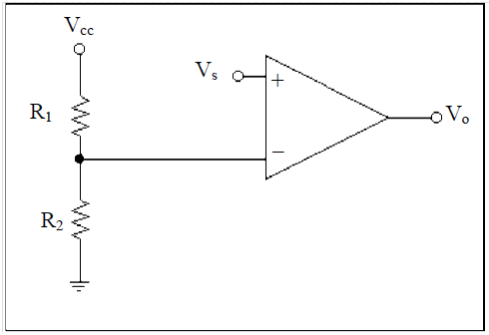 Vcc
Vs
+
R1
Vo
−
R2